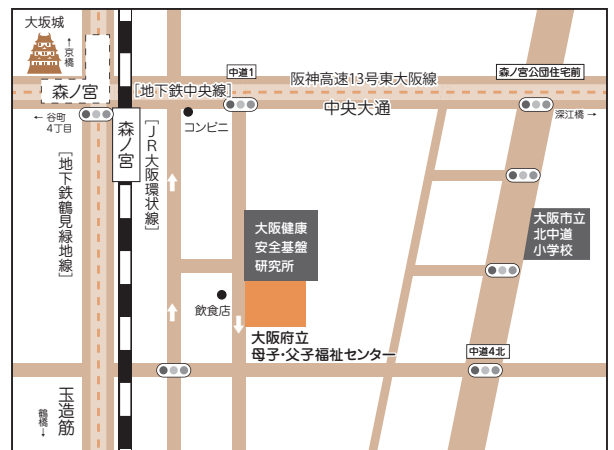 大坂城
↑京橋
森ノ宮
← 谷町
4丁目
[地下鉄中央線]
中道1
阪神高速13号東大阪線
森ノ宮公団住宅前
中央大通
深江橋 →
コンビニ
森ノ宮
[JR大阪環状線]
[地下鉄鶴見緑地線]
大阪健康
安全基盤
研究所
大阪市立
北中道
小学校
飲食店
大阪府立
母子・父子福祉センター
中道4北
玉造筋
鶴橋→